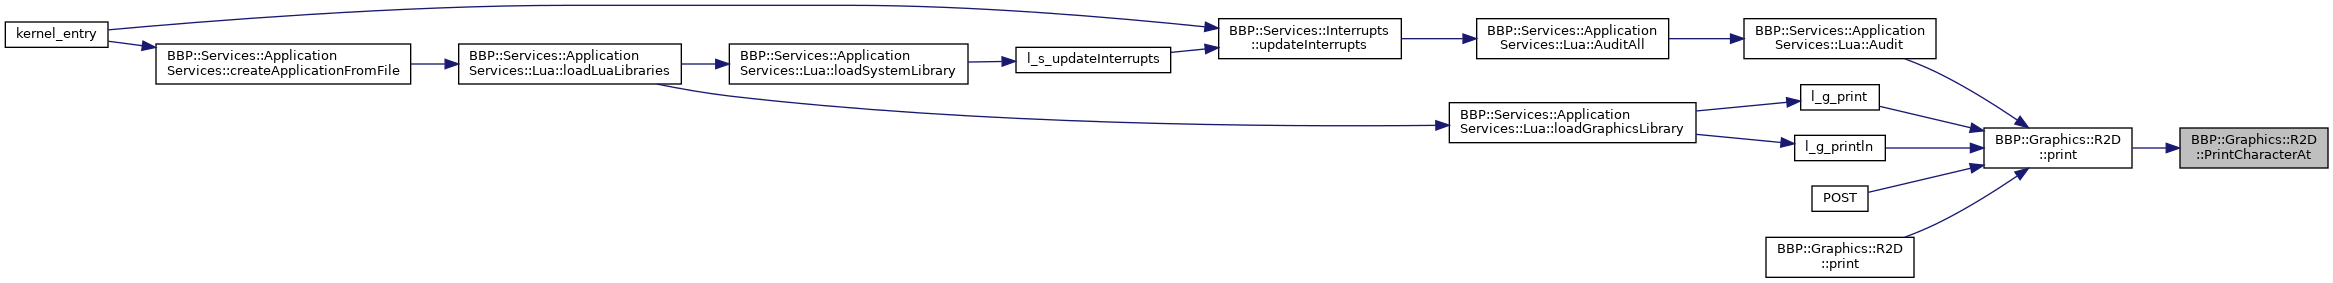 kernel_entry
BBP::Services::Application
Services::createApplicationFromFile
BBP::Services::Application
Services::Lua::loadLuaLibraries
BBP::Services::Application
Services::Lua::loadSystemLibrary
l_s_updateInterrupts
BBP::Services::Interrupts
::updateInterrupts
BBP::Services::Application
Services::Lua::AuditAll
BBP::Services::Application
Services::Lua::Audit
BBP::Services::Application
Services::Lua::loadGraphicsLibrary
l_g_print
l_g_println
POST
BBP::Graphics::R2D
::print
BBP::Graphics::R2D
::print
BBP::Graphics::R2D
::PrintCharacterAt